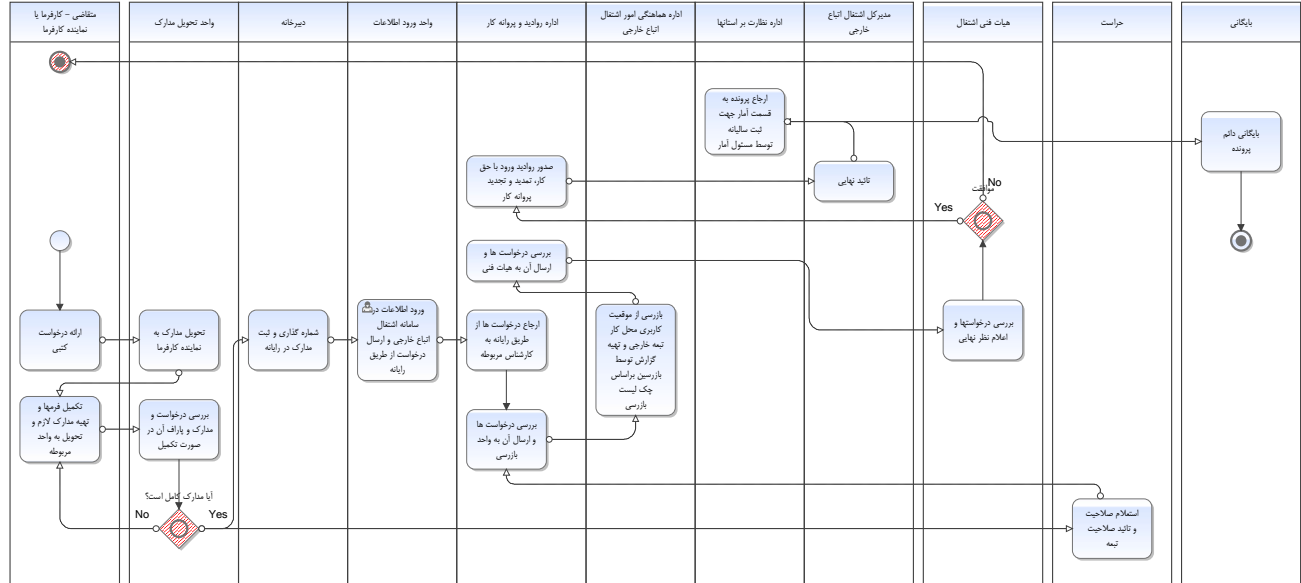 متقاضی – کارفرما یا
نماینده کارفرما
واحد تحویل مدارک
دبیرخانه
واحد ورود اطلاعات
اداره روادید و پروانه کار
اداره هماهنگی امور اشتغال
اتباع خارجی
اداره نظارت بر استانها
مدیرکل اشتغال اتباع
خارجی
هیات فنی اشتغال
حراست
بایگانی
ارجاع پرونده به
قسمت آمار جهت
ثبت سالیانه
توسط مسئول آمار
بایگانی دائم
پرونده
صدور روادید ورود با حق
کار، تمدید و تجدید
پروانه کار
تائید نهایی
No
موافقت
Yes
بررسی درخواست ها و
ارسال آن به هیات فنی
ارائه درخواست
کتبی
تحویل مدارک به
نماینده کارفرما
شماره گذاری و ثبت
مدارک در رایانه
ورود اطلاعات در
سامانه اشتغال
اتباع خارجی و ارسال
درخواست از طریق
رایانه
ارجاع درخواست ها از
طریق رایانه به
کارشناس مربوطه
بازرسی از موقعیت
کاربری محل کار
تبعه خارجی و تهیه
گزارش توسط
بازرسین براساس
چک لیست
بازرسی
بررسی درخواستها و
اعلام نظر نهایی
تکمیل فرمها و
تهیه مدارک لازم و
تحویل به واحد
مربوطه
بررسی درخواست و
مدارک و پاراف آن در
صورت تکمیل
بررسی درخواست ها
و ارسال آن به واحد
بازرسی
آیا مدارک کامل است؟
No
Yes
استعلام صلاحیت
و تائید صلاحیت
تبعه